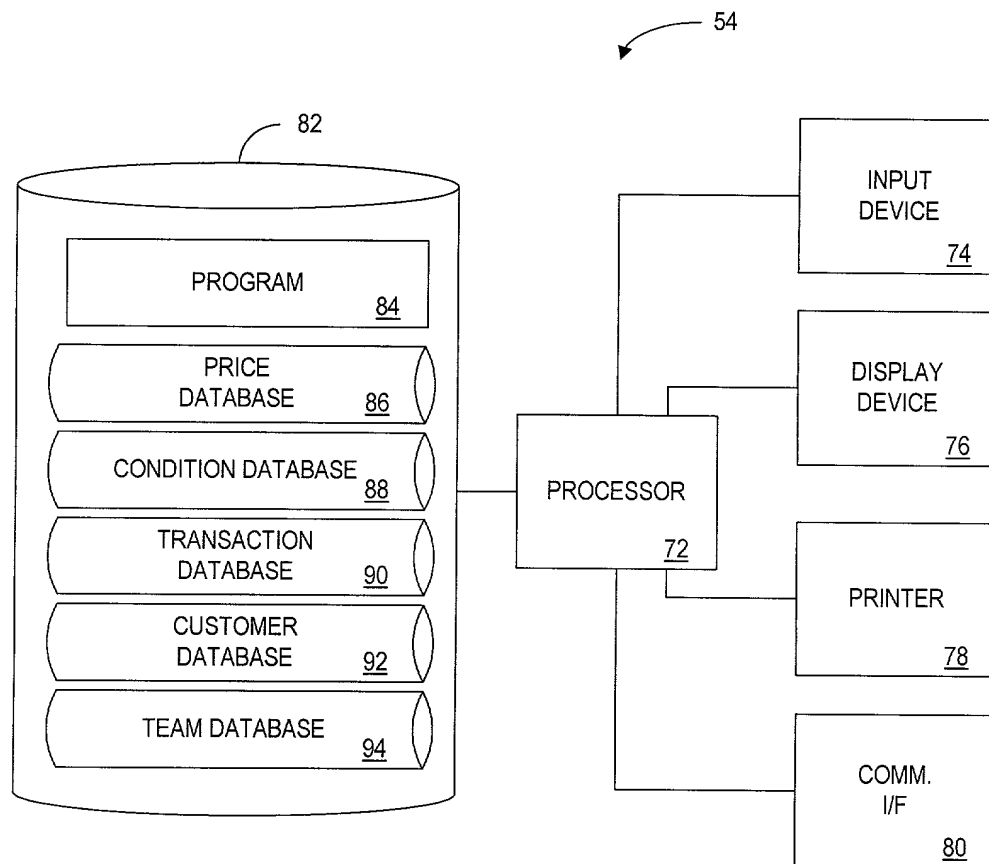 54
82
PROGRAM
84
PRICE
DATABASE
86
CONDITION DATABASE
88
TRANSACTION
DATABASE
90
CUSTOMER
DATABASE
92
TEAM DATABASE
94
PROCESSOR
72
INPUT
DEVICE
74
DISPLAY
DEVICE
76
PRINTER
78
COMM.
I/F
80